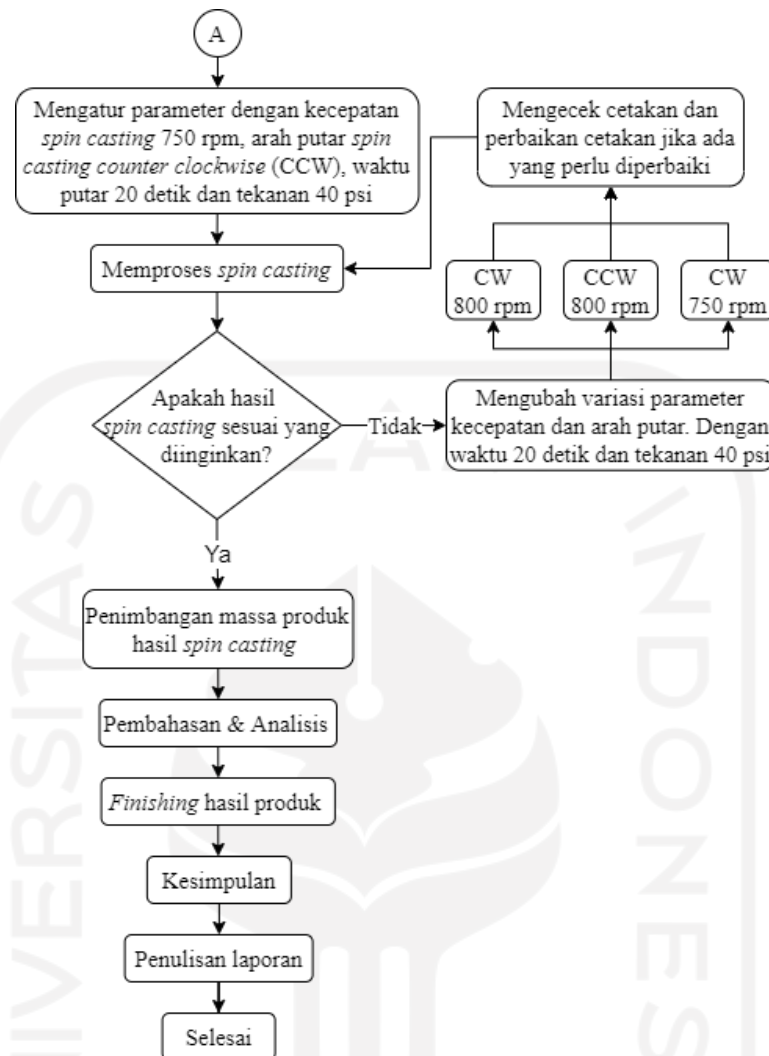 A
Mengatur parameter dengan kecepatan
spin casting 750 rpm, arah putar spin
casting counter clockwise (CCW), waktu
putar 20 detik dan tekanan 40 psi
Mengecek cetakan dan
perbaikan cetakan jika ada
yang perlu diperbaiki
Memproses spin casting
CW
800 rpm
CCW
800 rpm
CW
750 rpm
Apakah hasil
spin casting sesuai yang
diinginkan?
Tidak
Mengubah variasi parameter
kecepatan dan arah putar. Dengan
waktu 20 detik dan tekanan 40 psi
Ya
Penimbangan massa produk
hasil spin casting
Pembahasan & Analisis
Finishing hasil produk
Kesimpulan
Penulisan laporan
Selesai